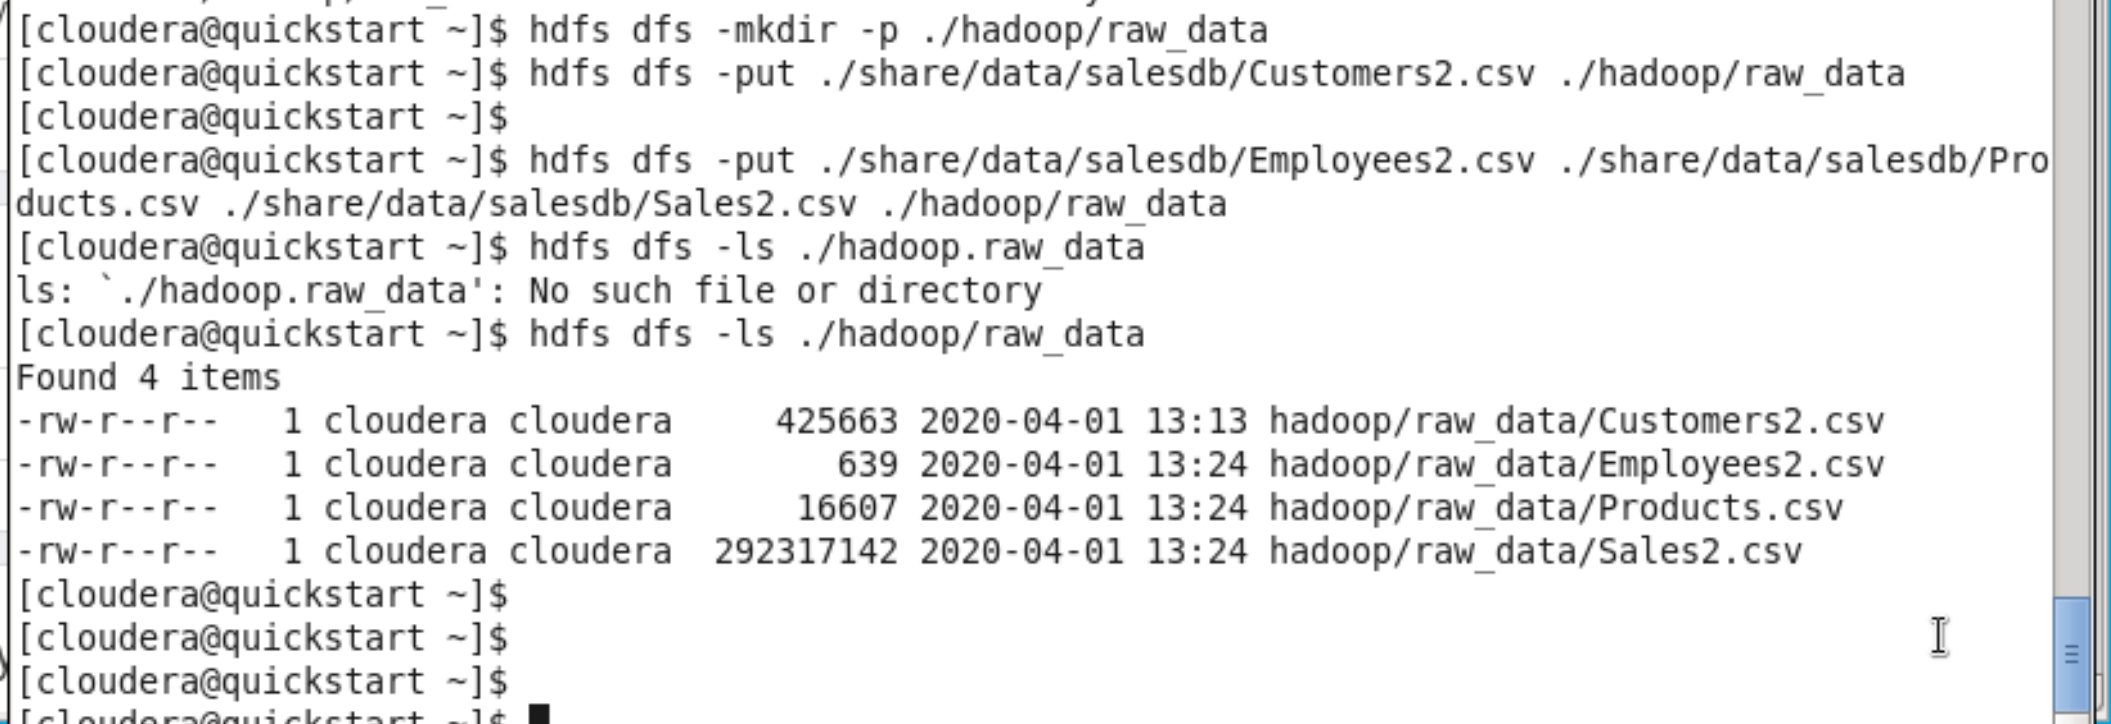 [cloudera@quickstart ~]$ hdfs dfs -mkdir -p ./hadoop/raw_data
[cloudera@quickstart ~]$ hdfs dfs -put ./share/data/salesdb/Customers2.csv ./hadoop/raw_data
[cloudera@quickstart ~]$
[cloudera@quickstart ~]$ hdfs dfs -put ./share/data/salesdb/Employees2.csv ./share/data/salesdb/Pro
ducts.csv ./share/data/salesdb/Sales2.csv ./hadoop/raw_data
[cloudera@quickstart ~]$ hdfs dfs -ls ./hadoop.raw_data
ls: `./hadoop.raw_data': No such file or directory
[cloudera@quickstart ~]$ hdfs dfs -ls ./hadoop/raw_data
Found 4 items
-rw-r--r--   1 cloudera cloudera     425663 2020-04-01 13:13 hadoop/raw_data/Customers2.csv
-rw-r--r--   1 cloudera cloudera        639 2020-04-01 13:24 hadoop/raw_data/Employees2.csv
-rw-r--r--   1 cloudera cloudera      16607 2020-04-01 13:24 hadoop/raw_data/Products.csv
-rw-r--r--   1 cloudera cloudera  292317142 2020-04-01 13:24 hadoop/raw_data/Sales2.csv
[cloudera@quickstart ~]$
[cloudera@quickstart ~]$
[cloudera@quickstart ~]$
[cloudera@quickstart ~]$